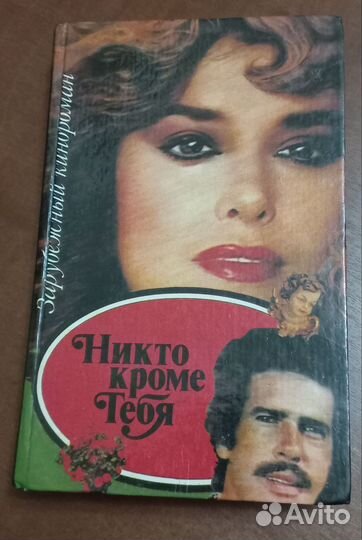 Зарубежный кинороман
Никто
кроме
Тебя
Avito